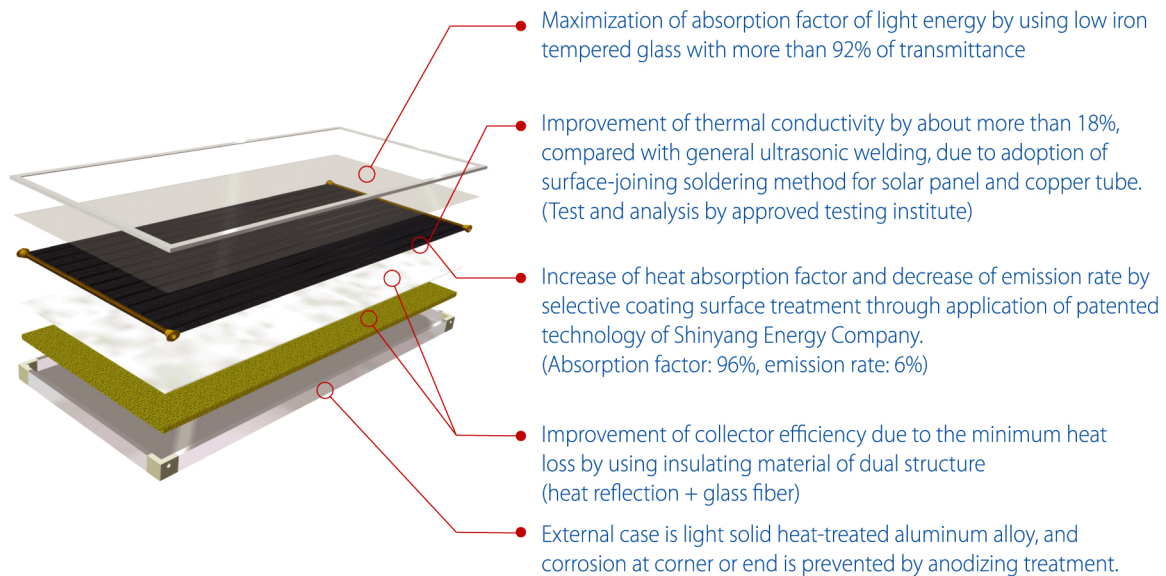 Maximization of absorption factor of light energy by using low iron
tempered glass with more than 92% of transmittance
Improvement of thermal conductivity by about more than 18%,
compared with general ultrasonic welding, due to adoption of
surface-joining soldering method for solar panel and copper tube.
(Test and analysis by approved testing institute)
Increase of heat absorption factor and decrease of emission rate by
selective coating surface treatment through application of patented
technology of Shinyang Energy Company.
(Absorption factor: 96%, emission rate: 6%)
Improvement of collector efficiency due to the minimum heat
loss by using insulating material of dual structure
(heat reflection + glass fiber)
External case is light solid heat-treated aluminum alloy, and
corrosion at corner or end is prevented by anodizing treatment.